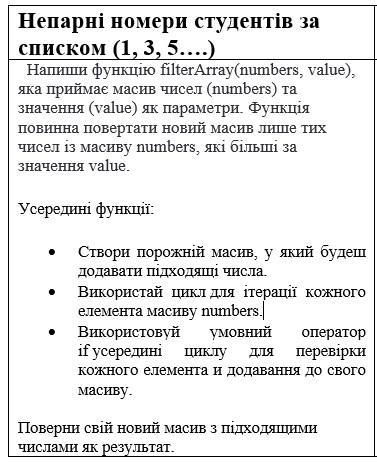 Непарні номери студентів за
списком (1, 3, 5….)
Напиши функцію filterArray(numbers, value),
яка приймає масив чисел (numbers) та
значення (value) як параметри. Функція
повинна повертати новий масив лише тих
чисел із масиву numbers, які більші за
значення value.
Усередині функції:
• Створи порожній масив, у який будеш
додавати підходящі числа.
• Використай цикл для ітерації кожного
елемента масиву numbers.
• Використовуй умовний оператор
if усередині циклу для перевірки
кожного елемента и додавання до свого
масиву.
Поверни свій новий масив з підходящими
числами як результат.